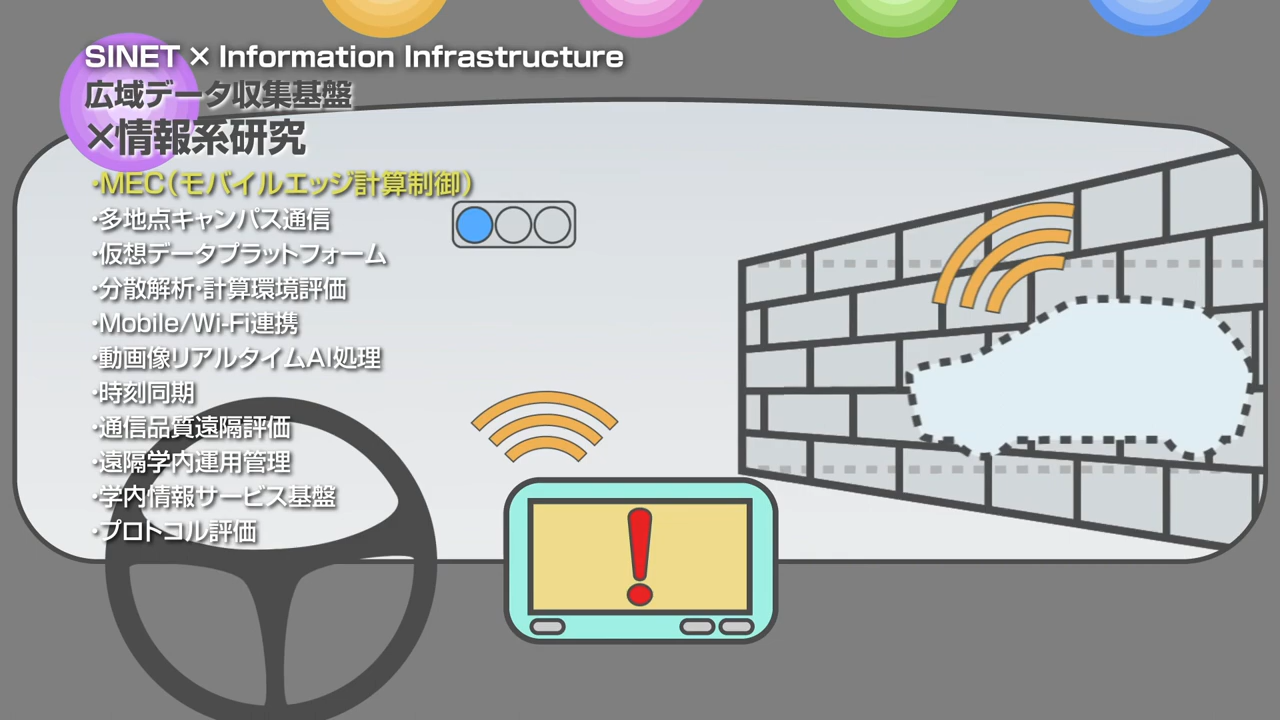 SINET × Information Infrastructure
広域データ収集基盤
×情報系研究
・MEC（モバイルエッジ計算制御）
・多地点キャンパス通信
・仮想データプラットフォーム
・分散解析・計算環境評価
・Mobile/Wi-Fi連携
・動画像リアルタイムAI処理
・時刻同期
・通信品質遠隔評価
・遠隔学内運用管理
・学内情報サービス基盤
・プロトコル評価